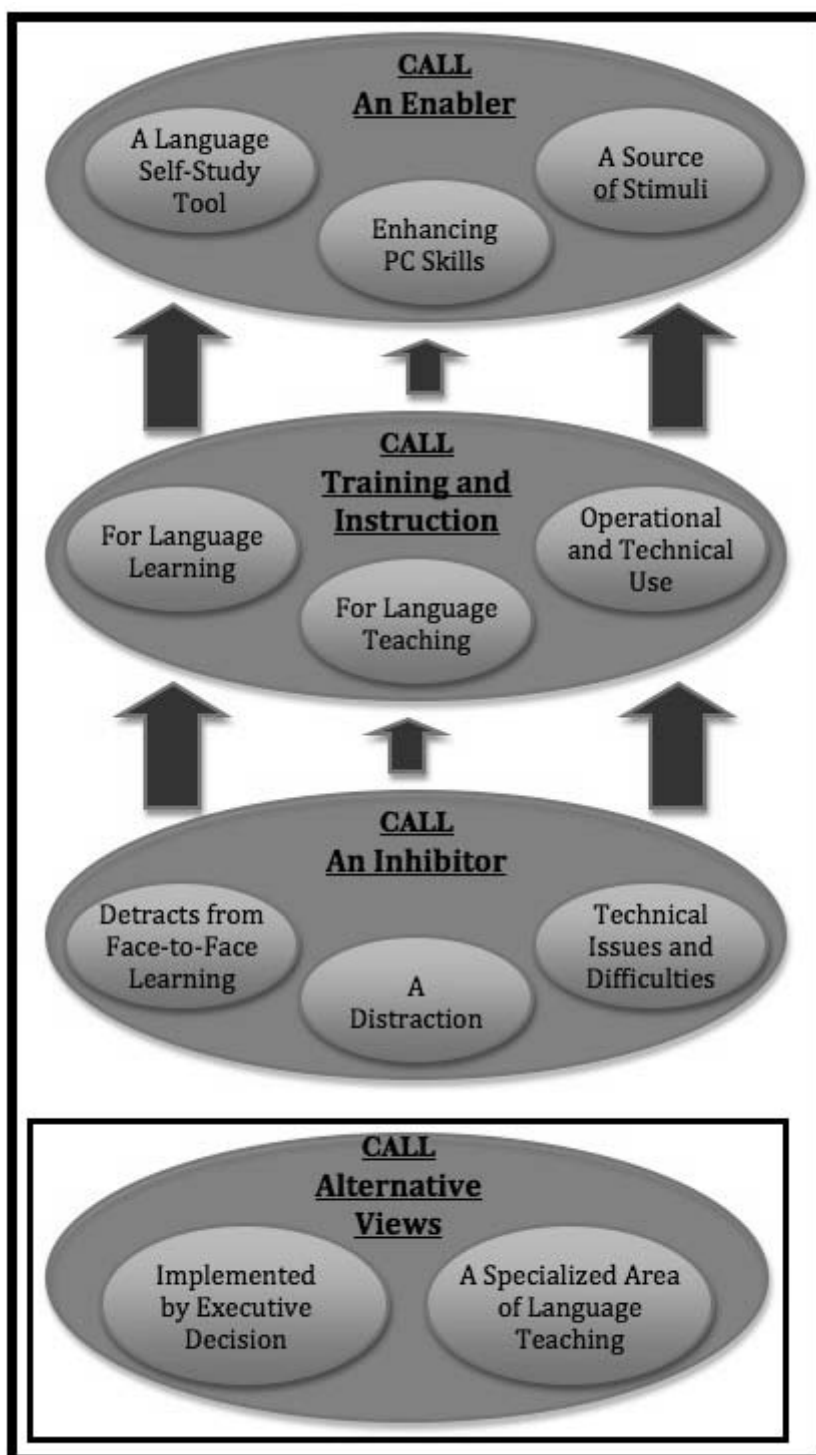 CALL
An Enabler
A Language
Self-Study
Tool
A Source
of Stimuli
Enhancing
PC Skills
CALL
Training and
Instruction
For Language
Learning
Operational
and Technical
Use
For Language
Teaching
CALL
An Inhibitor
Detracts from
Face-to-Face
Learning
Technical
Issues and
Difficulties
A
Distraction
CALL
Alternative
Views
Implemented
by Executive
Decision
A Specialized Area
of Language
Teaching